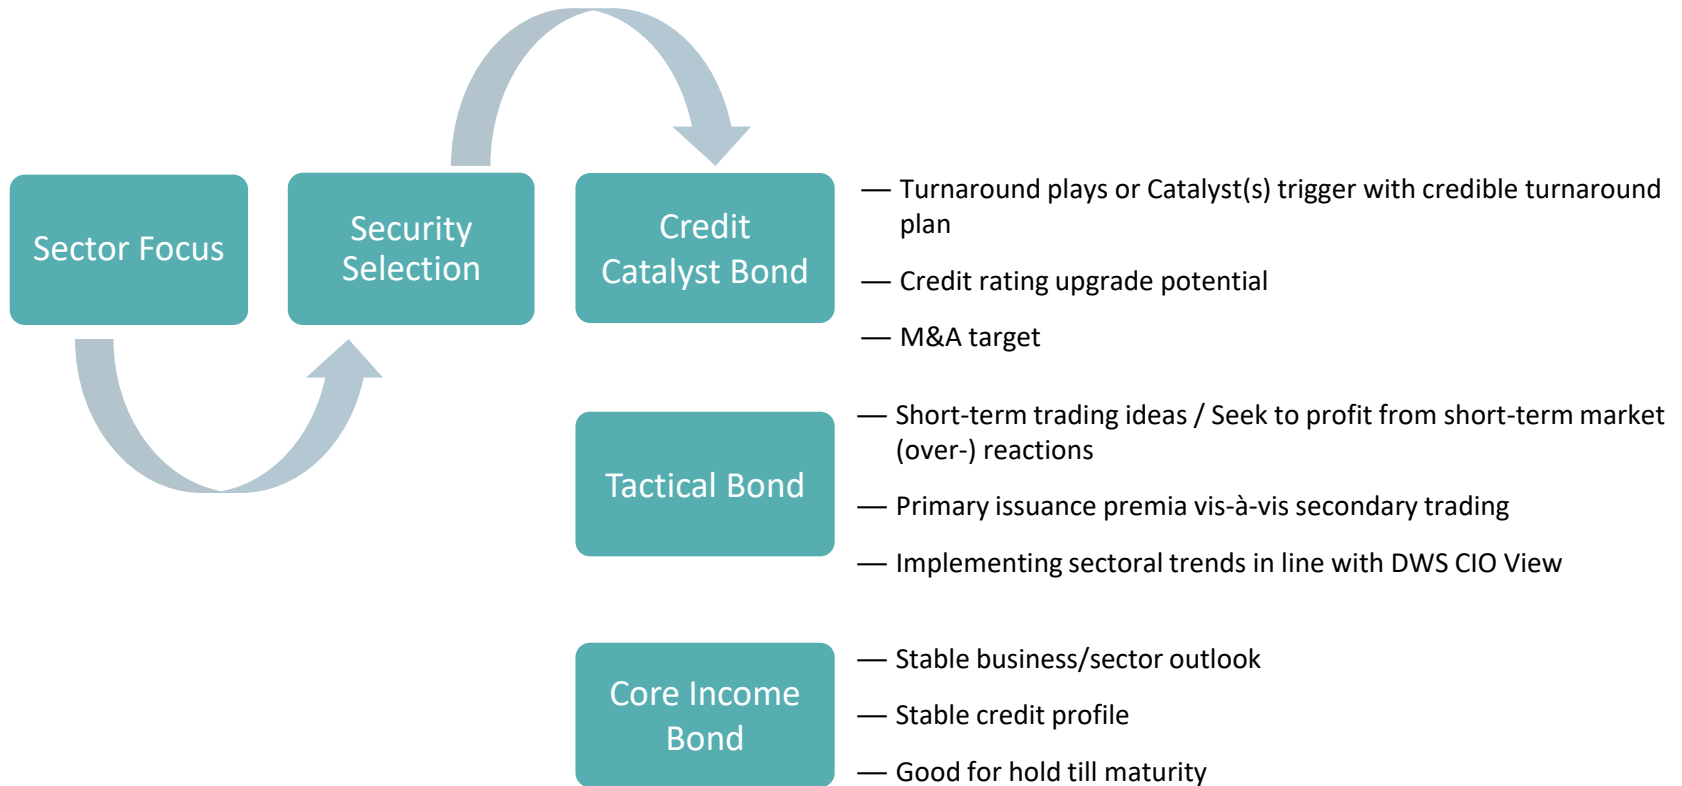 Sector Focus
Security
Selection
Credit
Catalyst Bond
— Turnaround plays or Catalyst(s) trigger with credible turnaround
plan
— Credit rating upgrade potential
— M&A target
Tactical Bond
— Short-term trading ideas / Seek to profit from short-term market
(over-) reactions
— Primary issuance premia vis-à-vis secondary trading
— Implementing sectoral trends in line with DWS CIO View
Core Income
Bond
— Stable business/sector outlook
— Stable credit profile
— Good for hold till maturity